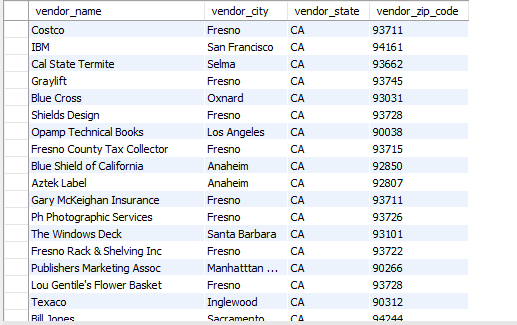 vendor_name vendor_city vendor_state vendor_zip_code
Costco Fresno CA 93711
IBM San Francisco CA 94161
Cal State Termite Selma CA 93662
Graylift Fresno CA 93745
Blue Cross Oxnard CA 93031
Shields Design Fresno CA 93728
Opamp Technical Books Los Angeles CA 90038
Fresno County Tax Collector Fresno CA 93715
Blue Shield of California Anaheim CA 92850
Aztek Label Anaheim CA 92807
Gary McKeighan Insurance Fresno CA 93711
Ph Photographic Services Fresno CA 93726
The Windows Deck Santa Barbara CA 93101
Fresno Rack & Shelving Inc Fresno CA 93722
Publishers Marketing Assoc Manhatttan ... CA 90266
Lou Gentile's Flower Basket Fresno CA 93728
Texaco Inglewood CA 90312
Bill Jones Sacramento CA 94244